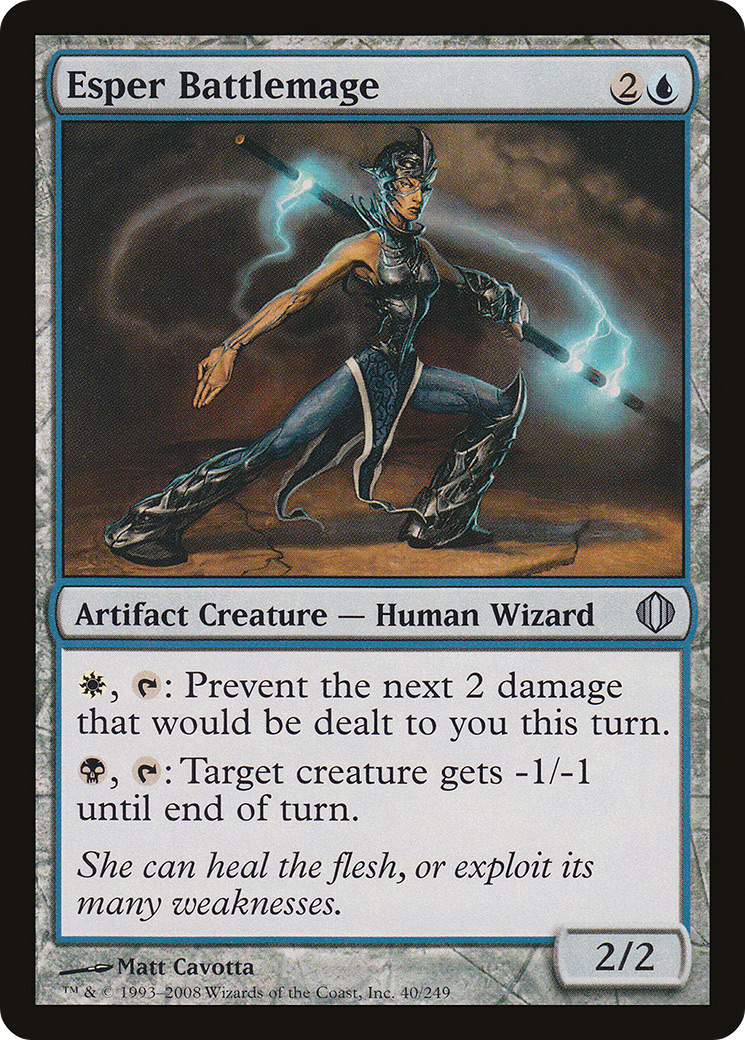 Esper Battlemage 2
Artifact Creature — Human Wizard
, : Prevent the next 2 damage
that would be dealt to you this turn.
, : Target creature gets -1/-1
until end of turn.
She can heal the flesh, or exploit its
many weaknesses.
2/2
Matt Cavotta
™ & © 1993–2008 Wizards of the Coast, Inc. 40/249